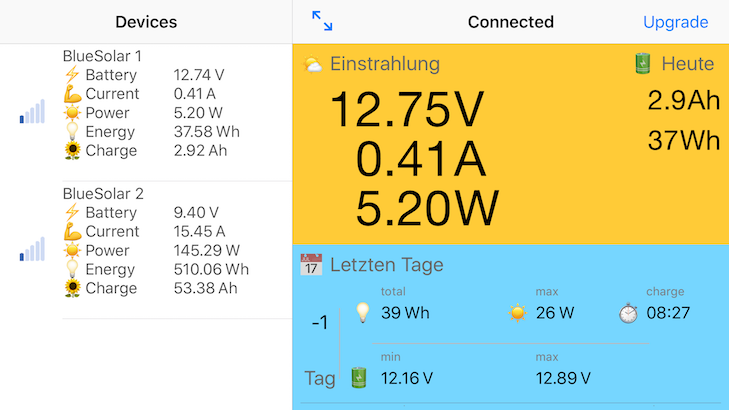 Devices
BlueSolar 1
Battery 12.74 V
Current 0.41 A
Power 5.20 W
Energy 37.58 Wh
Charge 2.92 Ah
BlueSolar 2
Battery 9.40 V
Current 15.45 A
Power 145.29 W
Energy 510.06 Wh
Charge 53.38 Ah
Connected Upgrade
Einstrahlung Heute
12.75V 2.9Ah
0.41A 37Wh
5.20W
17 Letzten Tage
total max charge
-1 39 Wh 26 W 08:27
min max
Tag 12.16 V 12.89 V